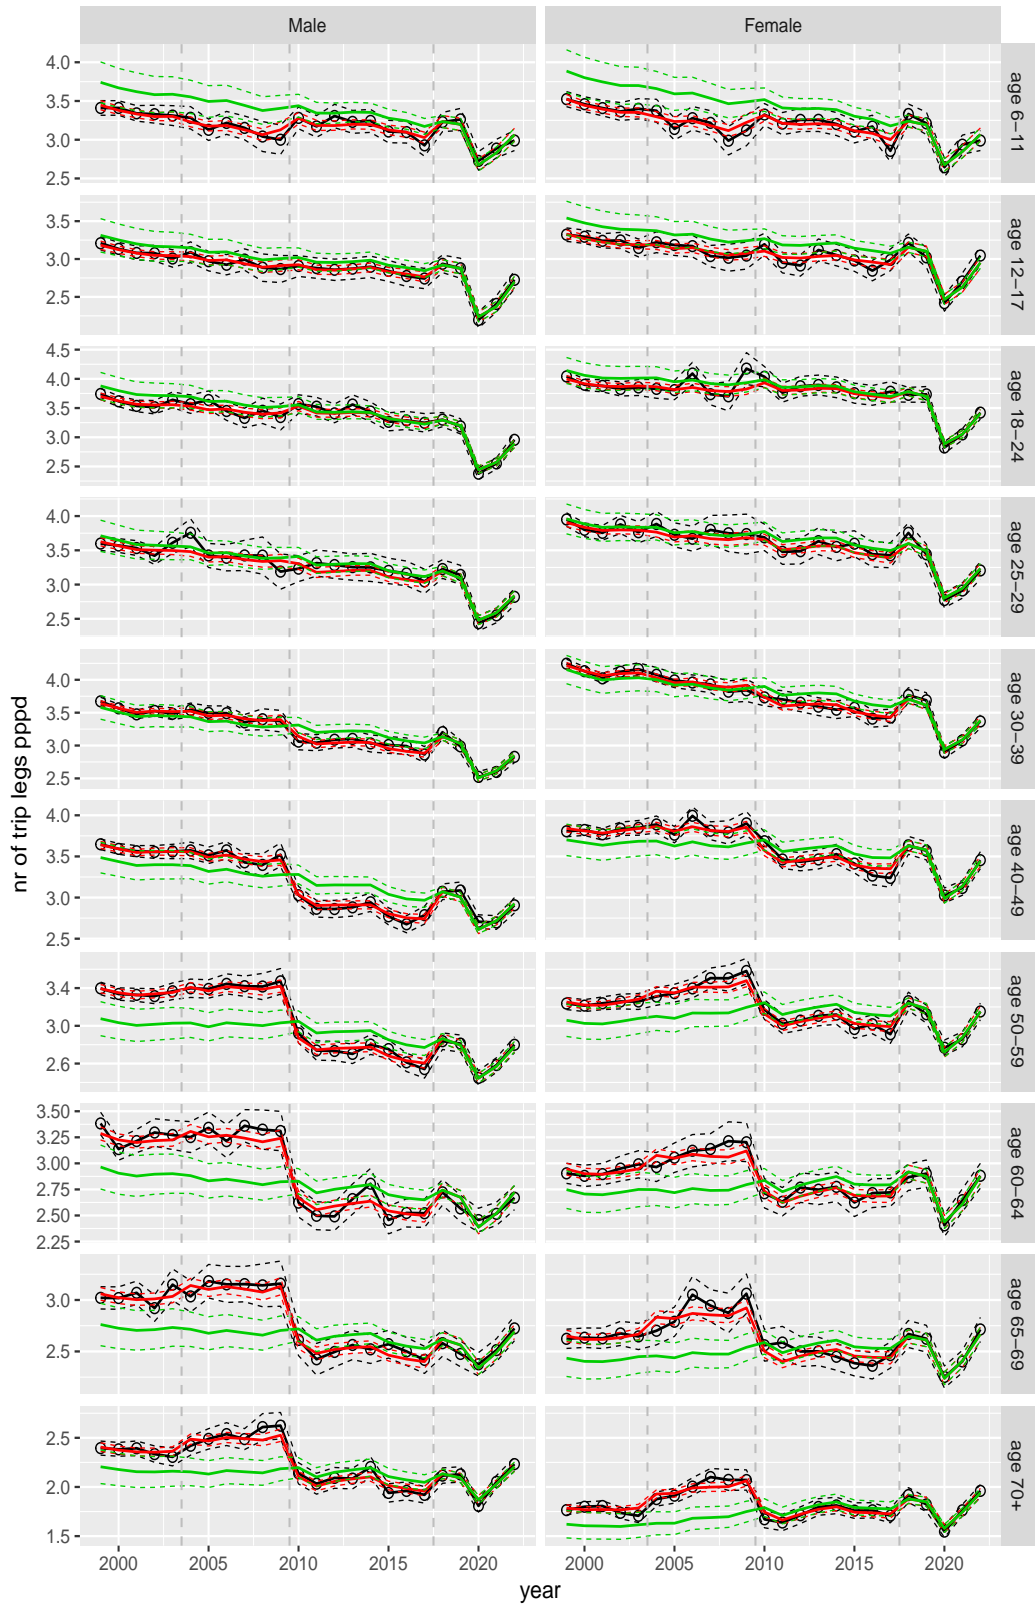 Male Female
4.0
3.5
3.0
2.5
age 6−11
3.5
3.0
2.5
age 12−17
4.5
4.0
3.5
3.0
2.5
age 18−24
4.0
3.5
3.0
2.5
age 25−29
4.0
3.5
3.0
2.5
age 30−39
4.0
3.5
3.0
2.5
age 40−49
3.4
3.0
2.6
age 50−59
3.50
3.25
3.00
2.75
2.50
2.25
age 60−64
3.0
2.5
age 65−69
2.5
2.0
1.5
age 70+
nr of trip legs pppd
2000 2005 2010 2015 2020 2000 2005 2010 2015 2020
year